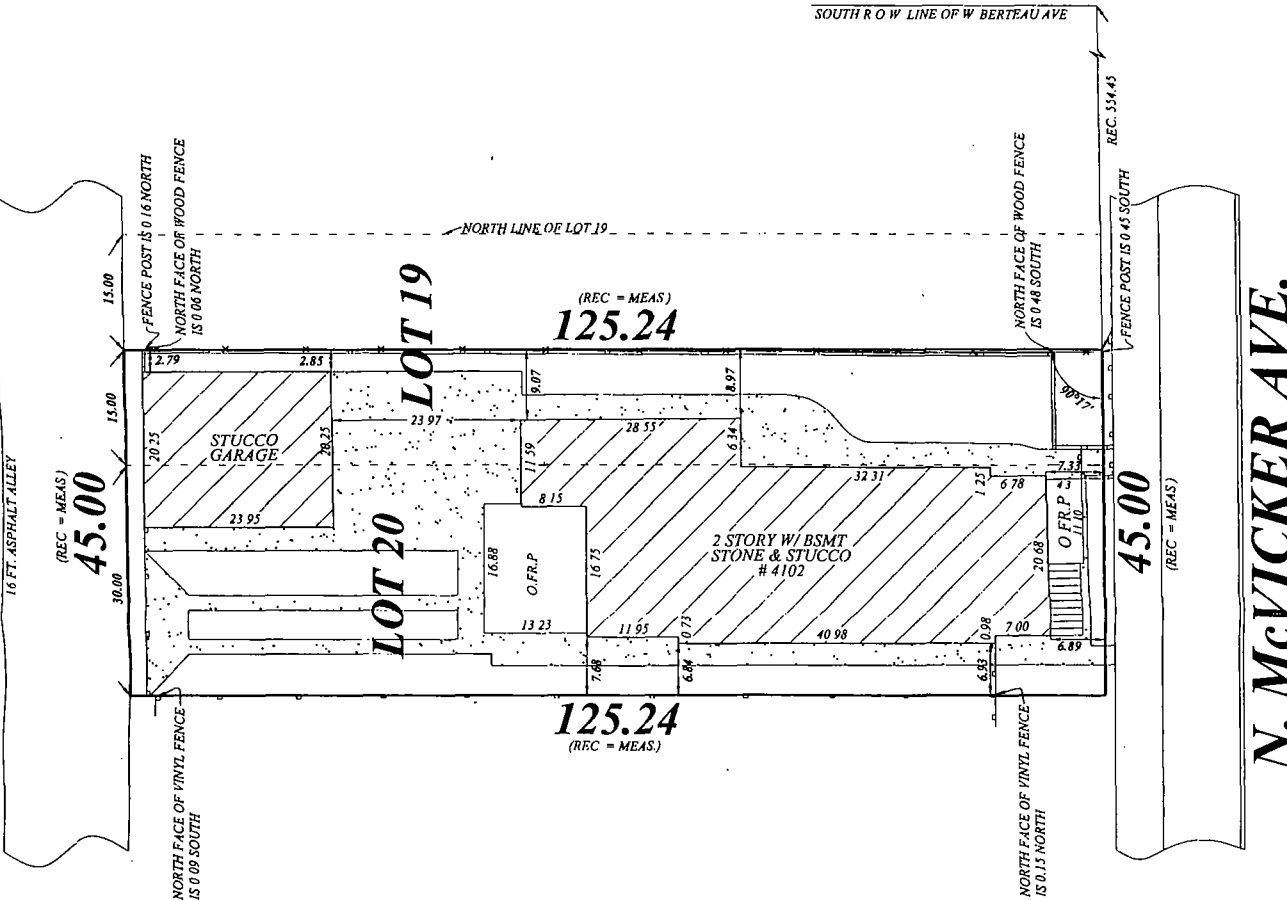 SOUTH R O W LINE OF W BERTEAU AVE
REC. 554.45
16 FT. ASPHALT ALLEY
(REC = MEAS)
45.00
15.00
15.00
30.00
FENCE POST IS 0 16 NORTH
NORTH FACE OF WOOD FENCE
IS 0 06 NORTH
NORTH LINE OF LOT 19
NORTH FACE OF WOOD FENCE
IS 0 48 SOUTH
FENCE POST IS 0 45 SOUTH
(REC = MEAS)
125.24
LOT 19
2.79
2.85
9.07
8.97
90°17'
20 25
STUCCO
GARAGE
20.25
23 97
28 55
11 59
6.34
32 31
1 25
6 78
7.33
43
23 95
8 15
O FR.P
11.10
LOT 20
16.88
O.FR.P
16 75
2 STORY W/ BSMT
STONE & STUCCO
# 4102
20 68
13 23
11 95
0 73
40 98
0.98
7 00
6.89
7.68
6.84
6.93
45.00
(REC = MEAS)
125.24
(REC = MEAS.)
NORTH FACE OF VINYL FENCE
IS 0 09 SOUTH
NORTH FACE OF VINYL FENCE
IS 0.15 NORTH
N. McVICKER AVE.